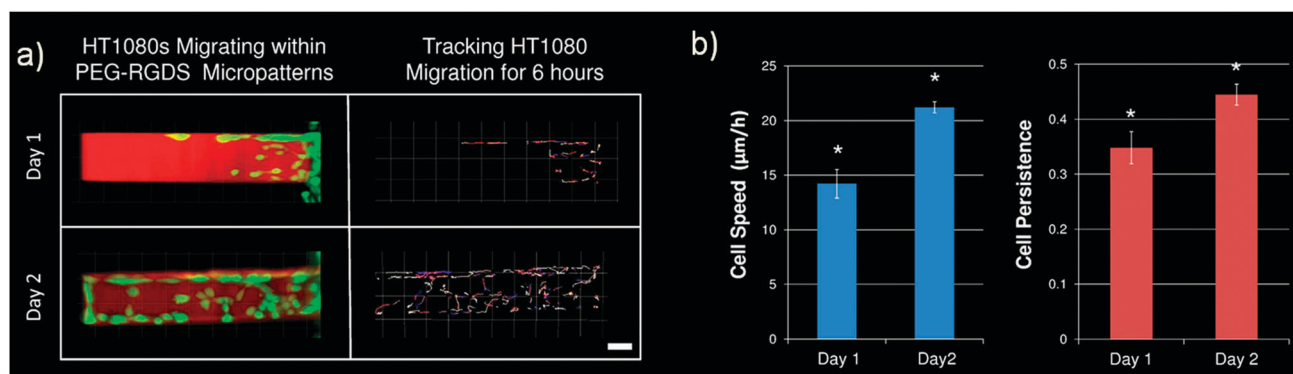 a)
HT1080s Migrating within
PEG-RGDS Micropatterns
Tracking HT1080
Migration for 6 hours
Day 1
Day 2
b)
Cell Speed (μm/h)
25
20
15
10
5
0
*
*
Day 1
Day2
Cell Persistence
0.5
0.4
0.3
0.2
0.1
0
*
*
Day 1
Day 2